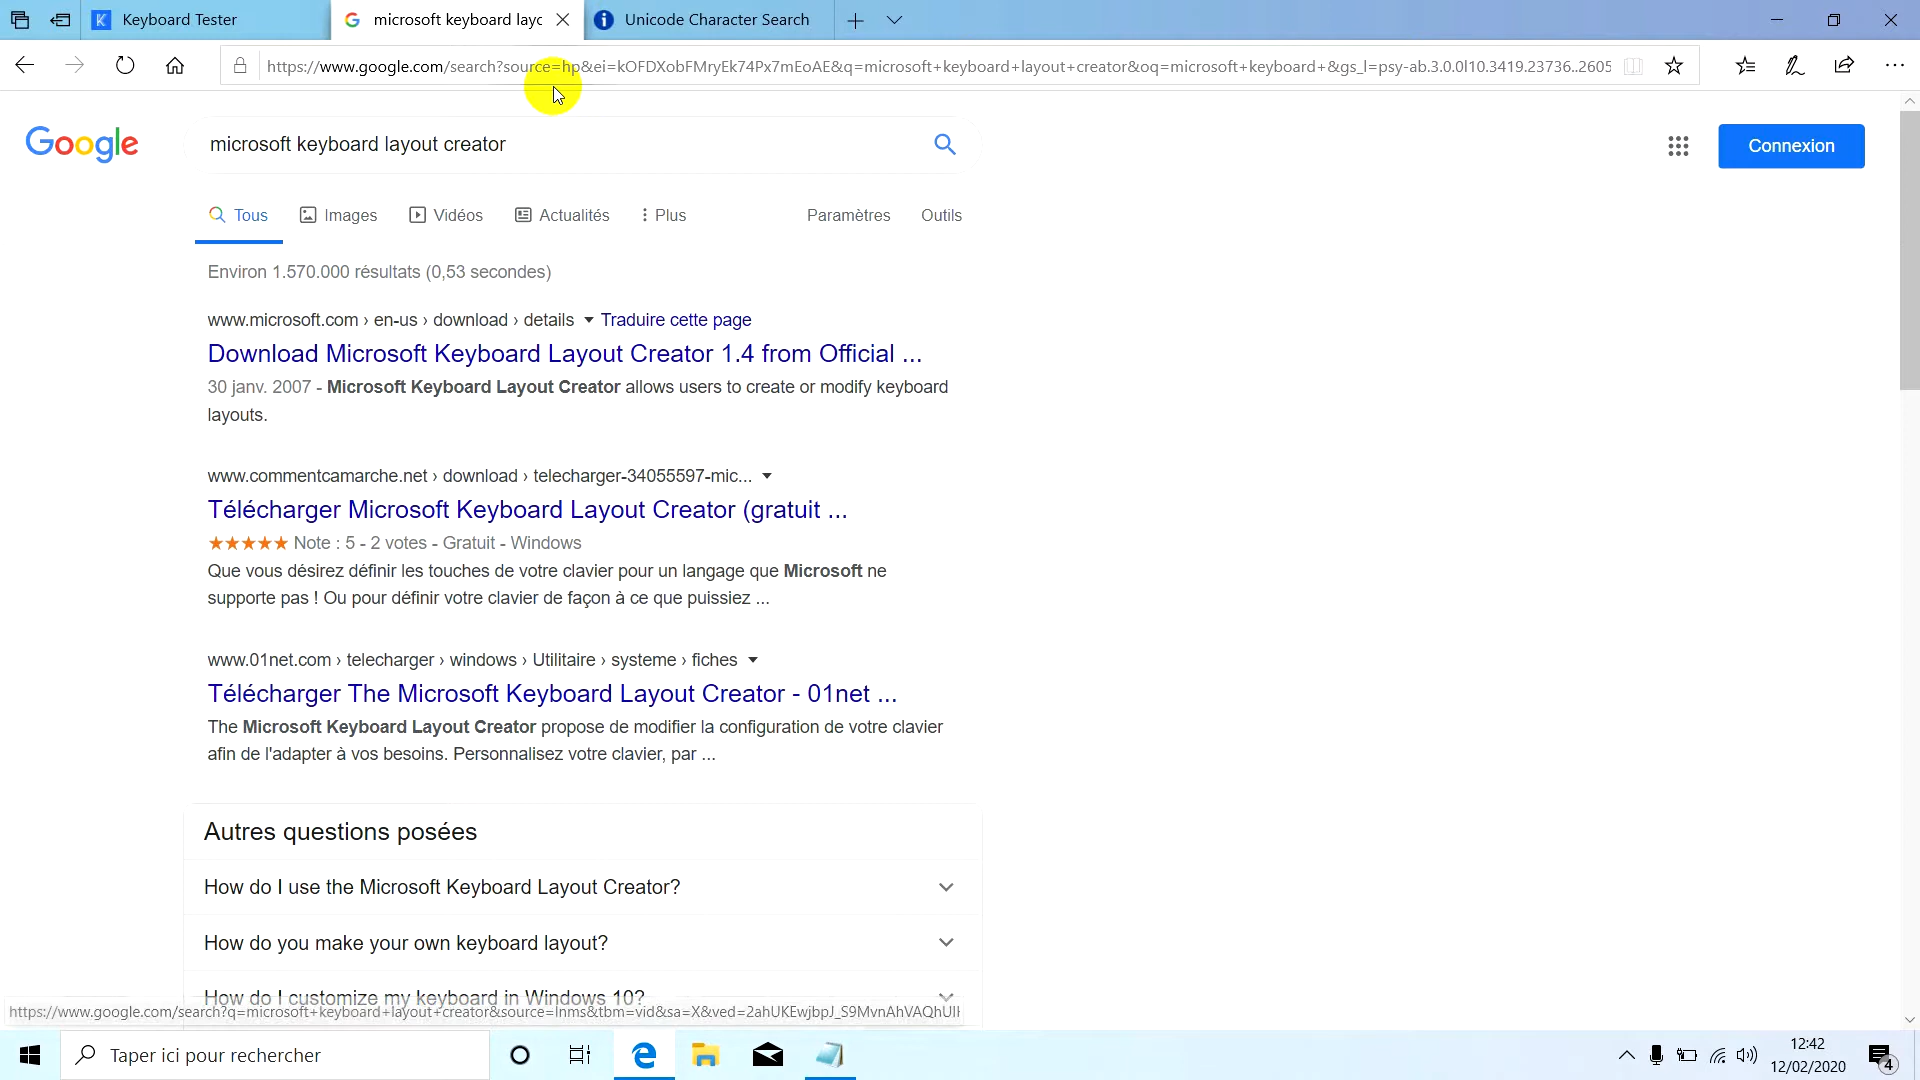 Keyboard Tester
microsoft keyboard layc
Unicode Character Search
https://www.google.com/search?source=hp&ei=kOFDXobFMryEk74Px7mEoAE&q=microsoft+keyboard+layout+creator&oq=microsoft+keyboard+&gs_l=psy-ab.3.0.0l10.3419.23736..2605
Google
microsoft keyboard layout creator
Connexion
Tous
Images
Vidéos
Actualités
Plus
Paramètres
Outils
Environ 1.570.000 résultats (0,53 secondes)
www.microsoft.com › en-us › download › details Traduire cette page
Download Microsoft Keyboard Layout Creator 1.4 from Official ...
30 janv. 2007 - Microsoft Keyboard Layout Creator allows users to create or modify keyboard
layouts.
www.commentcamarche.net › download › telecharger-34055597-mic...
Télécharger Microsoft Keyboard Layout Creator (gratuit ...
★★★★★ Note : 5 - 2 votes - Gratuit - Windows
Que vous désirez définir les touches de votre clavier pour un langage que Microsoft ne
supporte pas ! Ou pour définir votre clavier de façon à ce que puissiez ...
www.01net.com › telecharger › windows › Utilitaire › systeme › fiches
Télécharger The Microsoft Keyboard Layout Creator - 01net ...
The Microsoft Keyboard Layout Creator propose de modifier la configuration de votre clavier
afin de l'adapter à vos besoins. Personnalisez votre clavier, par ...
Autres questions posées
How do I use the Microsoft Keyboard Layout Creator?
How do you make your own keyboard layout?
How do I customize my keyboard in Windows 10?
https://www.google.com/search?q=microsoft+keyboard+layout+creator&source=lnms&tbm=vid&sa=X&ved=2ahUKEwjbpJ_S9MvnAhVAQhUI
Taper ici pour rechercher
12:42
12/02/2020
4